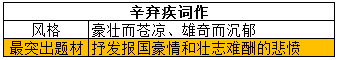 辛弃疾词作
风格 豪壮而苍凉、雄奇而沉郁
最突出题材 抒发报国豪情和壮志难酬的悲愤